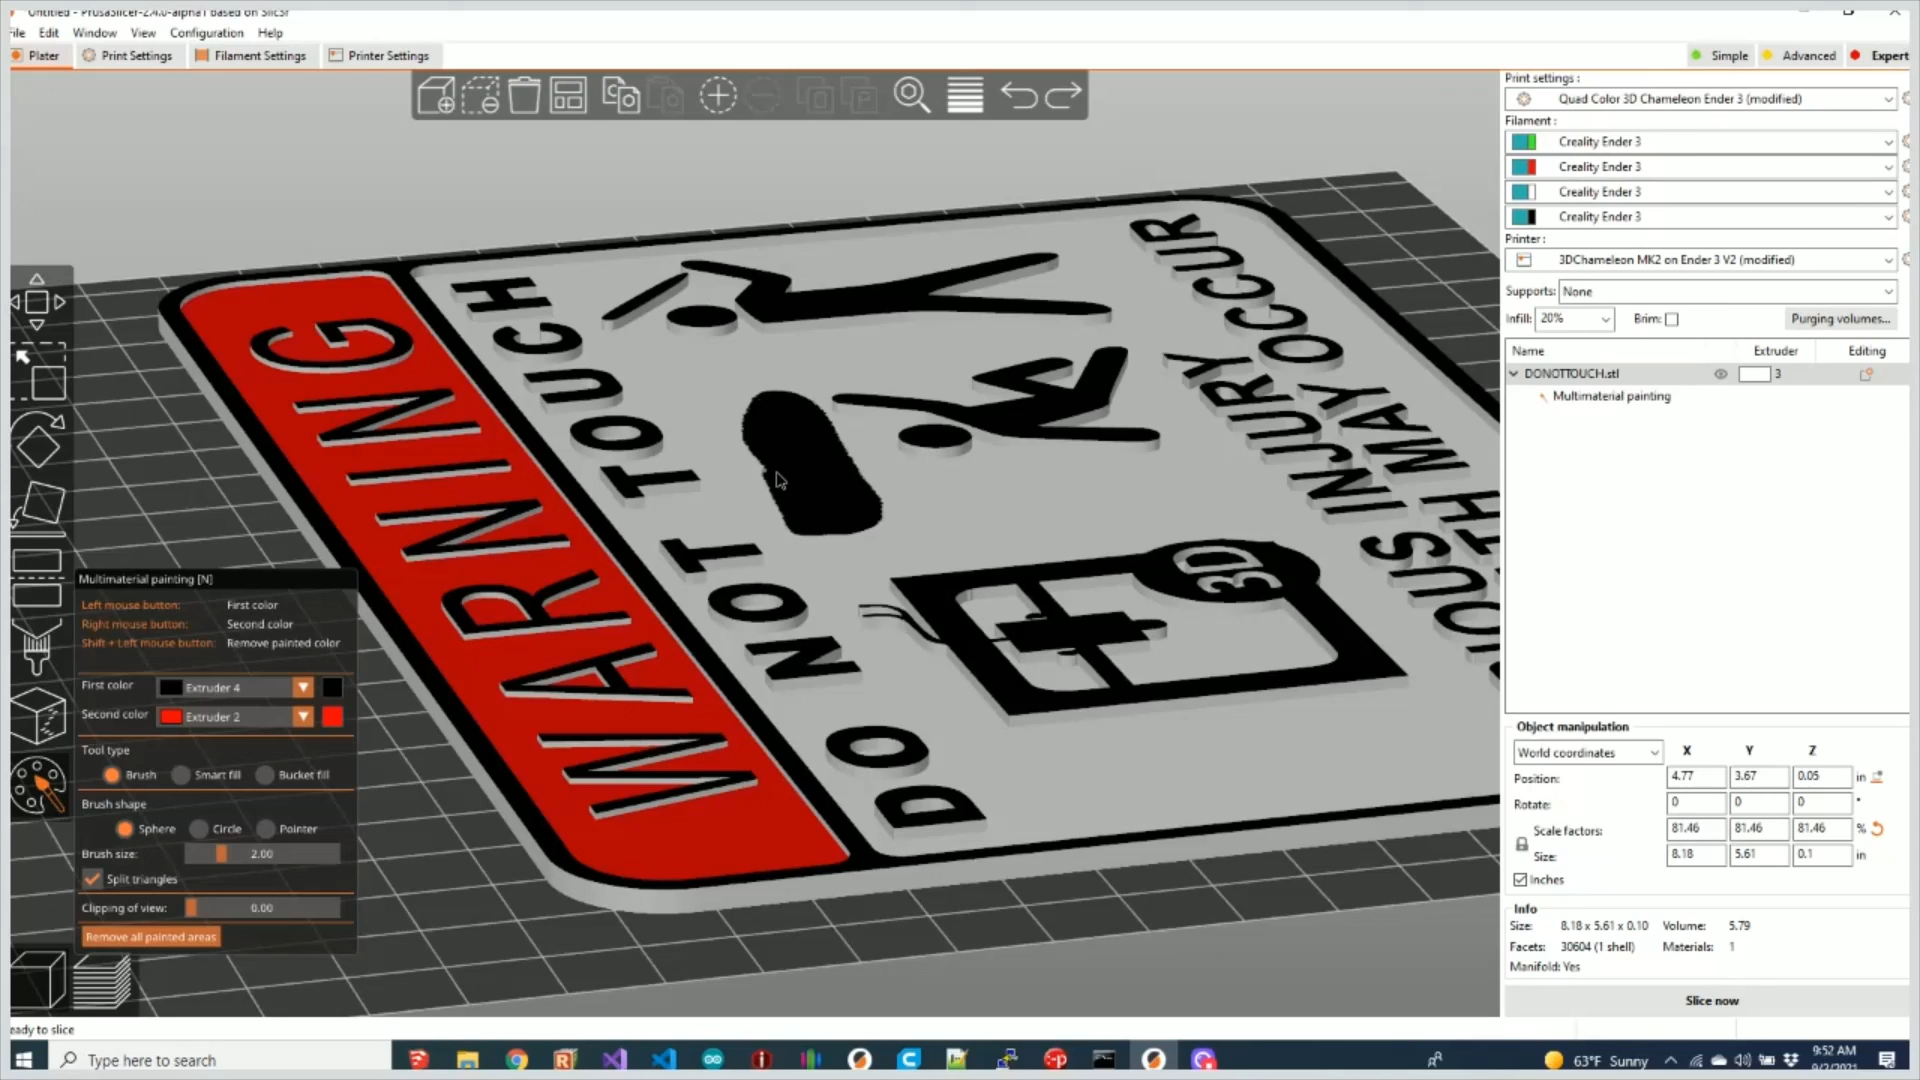 Untitled - PrusaSlicer-2.4.0-alpha1 based on Slic3r
File Edit Window View Configuration Help
Plater Print Settings Filament Settings Printer Settings
Simple Advanced Expert
Print settings :
Quad Color 3D Chameleon Ender 3 (modified)
Filament :
Creality Ender 3
Creality Ender 3
Creality Ender 3
Creality Ender 3
Printer :
3DChameleon MK2 on Ender 3 V2 (modified)
Supports: None
Infill: 20% Brim: Purging volumes...
Name Extruder Editing
DONOTTOUCH.stl 3
Multimaterial painting
WARNING
DO NOT TOUCH
3D
INJURY OCCUR
MAY
Multimaterial painting [N]
Left mouse button: First color
Right mouse button: Second color
Shift + Left mouse button: Remove painted color
First color Extruder 4
Second color Extruder 2
Tool type
Brush Smart fill Bucket fill
Brush shape
Sphere Circle Pointer
Brush size: 2.00
Split triangles
Clipping of view: 0.00
Remove all painted areas
Object manipulation
World coordinates X Y Z
Position: 4.77 3.67 0.05 in
Rotate: 0 0 0 °
Scale factors: 81.46 81.46 81.46 %
Size: 8.18 5.61 0.1 in
Inches
Info
Size: 8.18 x 5.61 x 0.10 Volume: 5.79
Facets: 30604 (1 shell) Materials: 1
Manifold: Yes
Slice now
eady to slice
Type here to search
63°F Sunny
9:52 AM